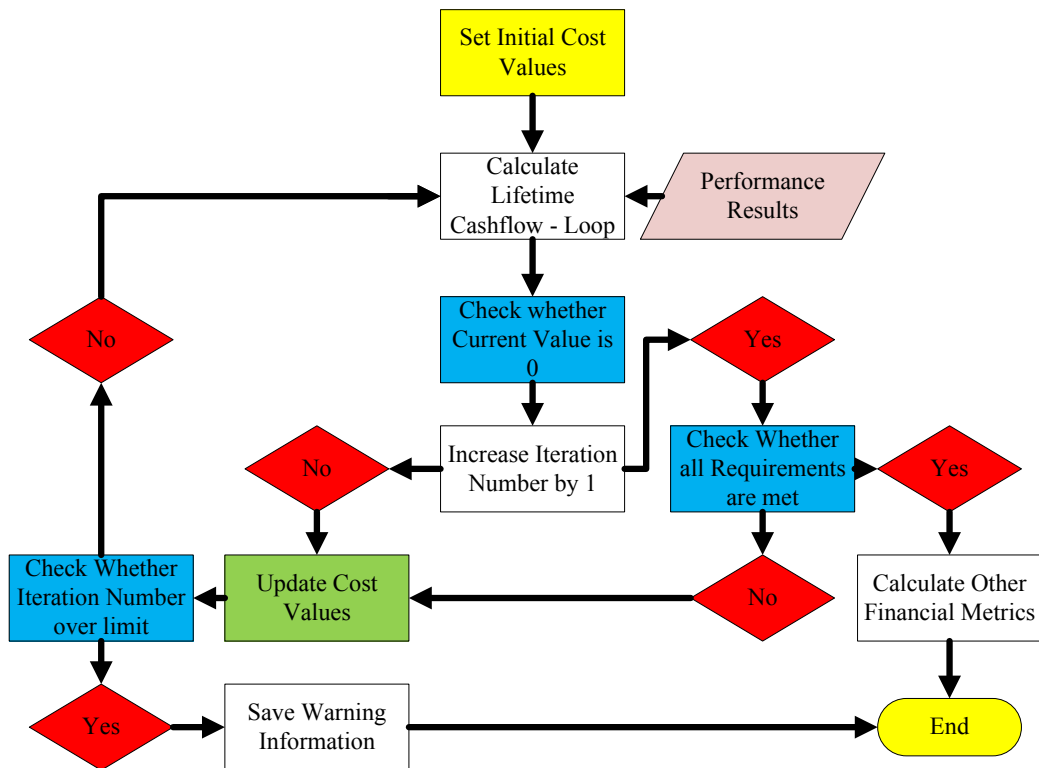 Set Initial Cost
Values
Calculate
Lifetime
Cashflow - Loop
Performance
Results
Check whether
Current Value is
0
No
Yes
No
Increase Iteration
Number by 1
Check Whether
all Requirements
are met
Yes
Check Whether
Iteration Number
over limit
Update Cost
Values
No
Calculate Other
Financial Metrics
Yes
Save Warning
Information
End